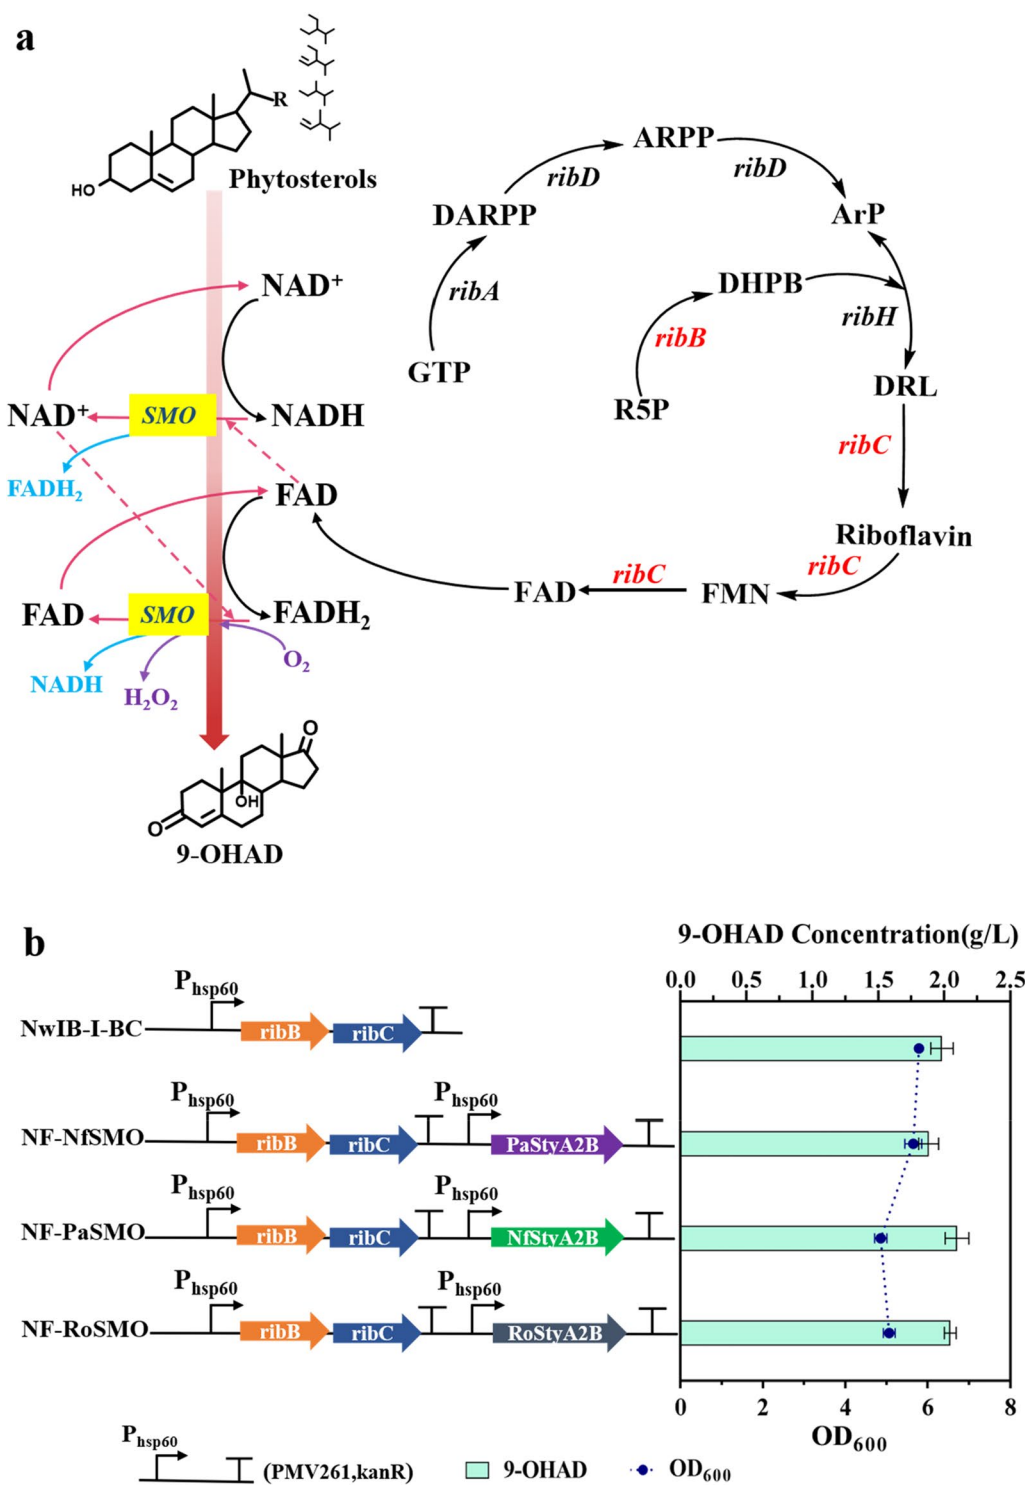 a
R
HO
Phytosterols
ARPP
ribD
ribD
DARPP
ArP
NAD+
DHPB
ribA
ribH
ribB
GTP
DRL
R5P
NAD+
SMO
NADH
ribC
FADH2
FAD
Riboflavin
ribC
ribC
FAD
FMN
FAD
SMO
FADH2
O2
NADH
H2O2
O
OH
O
9-OHAD
b
9-OHAD Concentration(g/L)
0.0 0.5 1.0 1.5 2.0 2.5
Phsp60
NwIB-I-BC
ribB ribC
Phsp60 Phsp60
NF-NfSMO
ribB ribC PaStyA2B
Phsp60 Phsp60
NF-PaSMO
ribB ribC NfStyA2B
Phsp60 Phsp60
NF-RoSMO
ribB ribC RoStyA2B
0 2 4 6 8
OD600
Phsp60
(PMV261,kanR)
9-OHAD
OD600